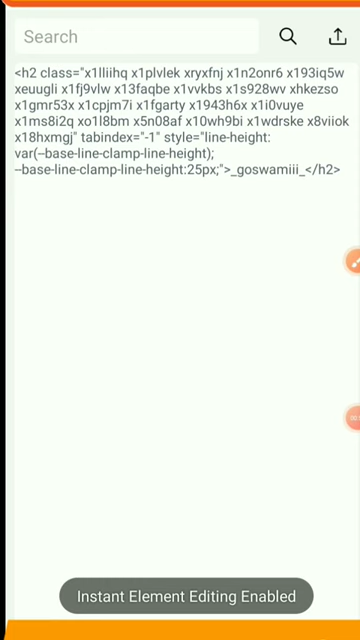 Search
<h2 class="x1lliihq x1plvlek xryxfnj x1n2onr6 x193iq5w
xeuugli x1fj9vlw x13faqbe x1vvkbs x1s928wv xhkezso
x1gmr53x x1cpjm7i x1fgarty x1943h6x x1i0vuye
x1ms8i2q xo1l8bm x5n08af x10wh9bi x1wdrske x8viiok
x18hxmgj" tabindex="-1" style="line-height:
var(--base-line-clamp-line-height);
--base-line-clamp-line-height:25px;">_goswamiii_</h2>
Instant Element Editing Enabled